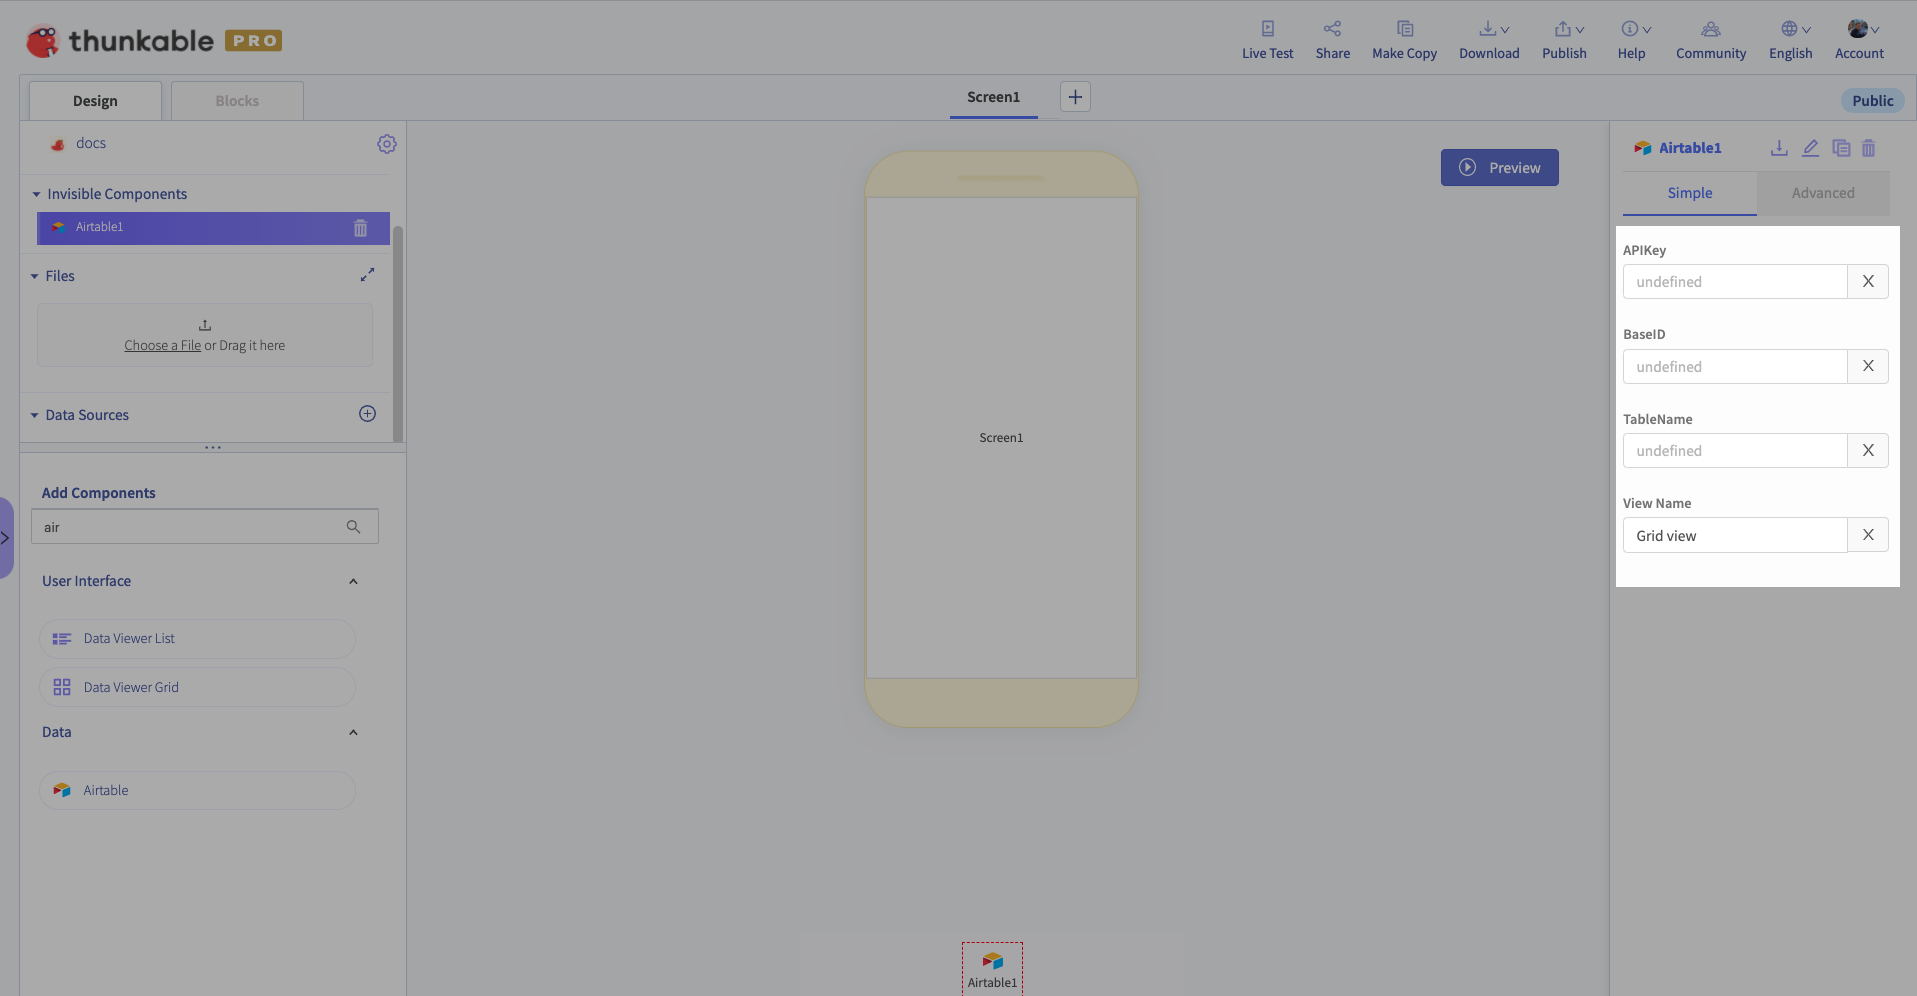 thunkable PRO
Live Test
Share
Make Copy
Download
Publish
Help
Community
English
Account
Design
Blocks
Screen1
Public
docs
Invisible Components
Airtable1
Files
Choose a File or Drag it here
Data Sources
Add Components
air
User Interface
Data Viewer List
Data Viewer Grid
Data
Airtable
Preview
Screen1
Airtable1
Airtable1
Simple
Advanced
APIKey
undefined X
BaseID
undefined X
TableName
undefined X
View Name
Grid view X